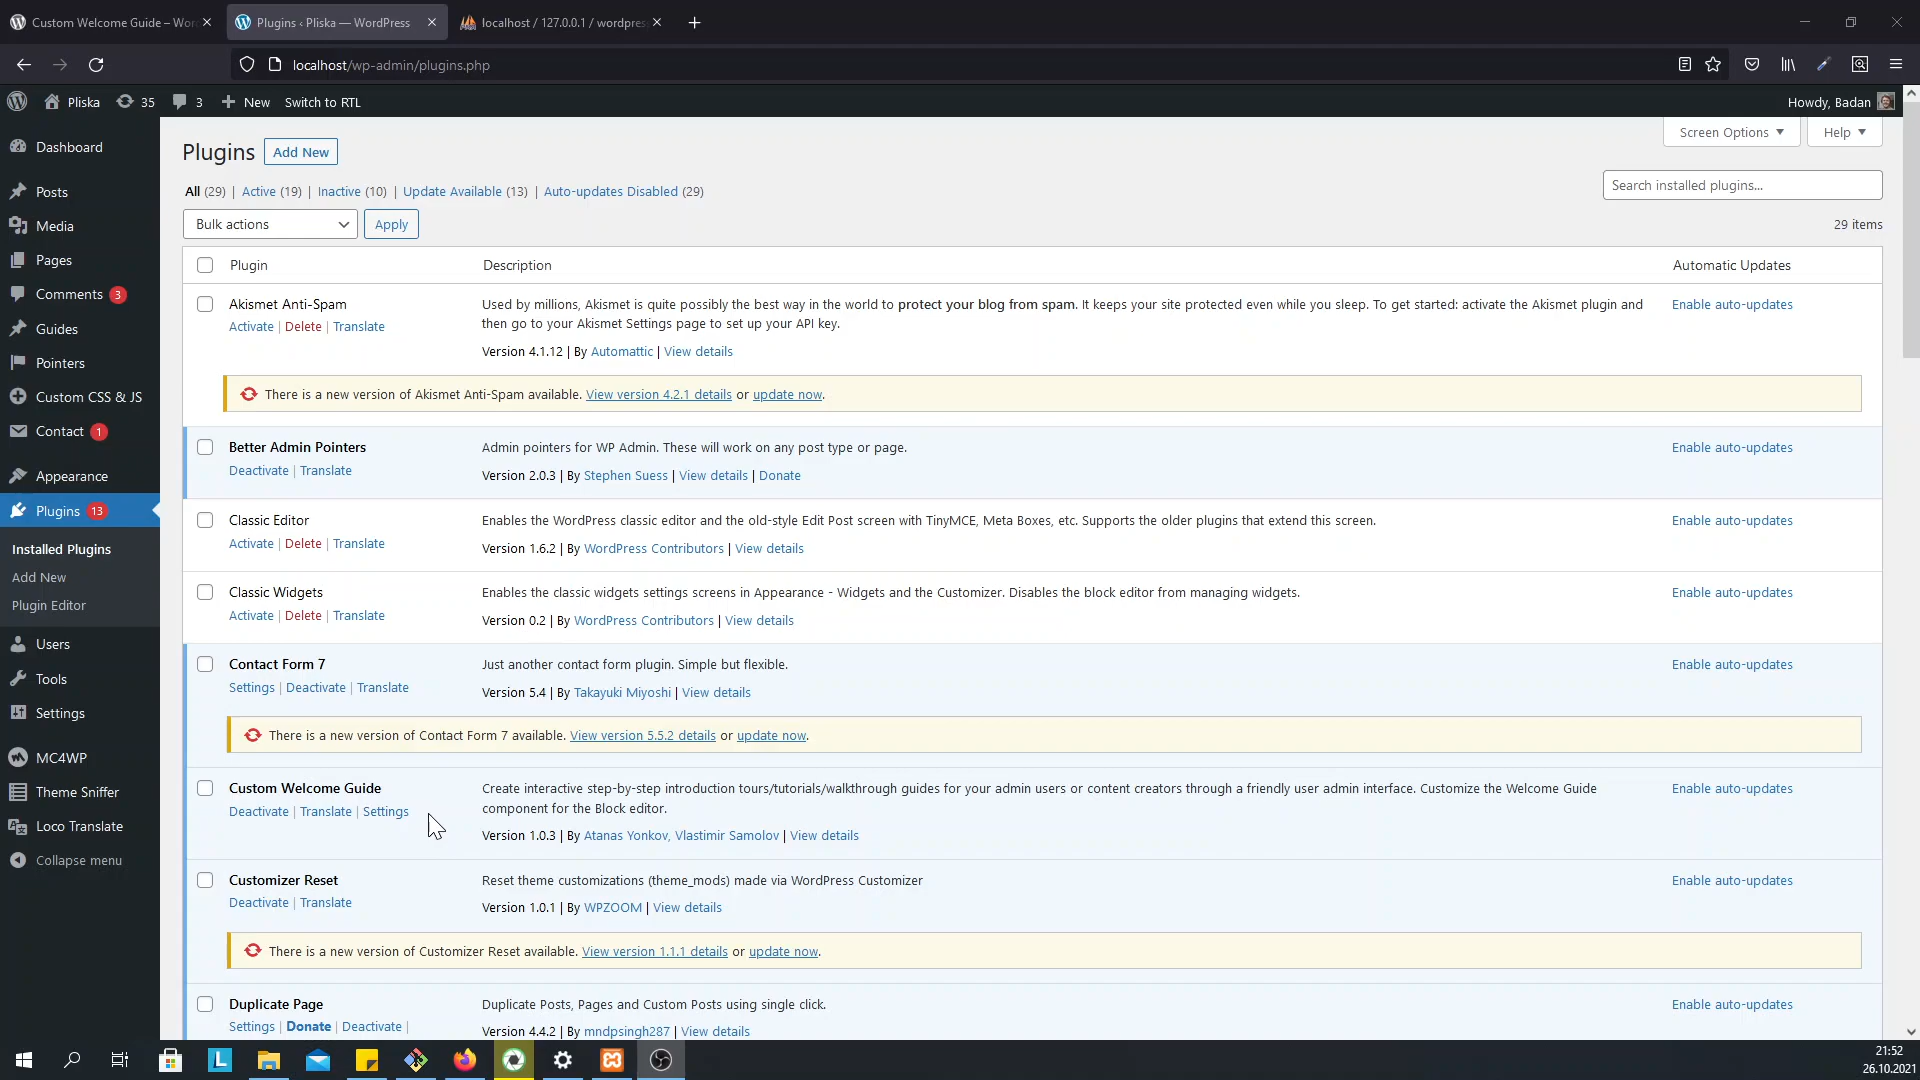 Custom Welcome Guide – Wor
Plugins ‹ Pliska — WordPress
localhost / 127.0.0.1 / wordpres
localhost/wp-admin/plugins.php
Pliska
35
3
New
Switch to RTL
Howdy, Badan
Dashboard
Posts
Media
Pages
Comments 3
Guides
Pointers
Custom CSS & JS
Contact 1
Appearance
Plugins 13
Installed Plugins
Add New
Plugin Editor
Users
Tools
Settings
MC4WP
Theme Sniffer
Loco Translate
Collapse menu
Screen Options
Help
Plugins
Add New
All (29) | Active (19) | Inactive (10) | Update Available (13) | Auto-updates Disabled (29)
Search installed plugins...
Bulk actions
Apply
29 items
Plugin
Description
Automatic Updates
Akismet Anti-Spam
Activate | Delete | Translate
Used by millions, Akismet is quite possibly the best way in the world to protect your blog from spam. It keeps your site protected even while you sleep. To get started: activate the Akismet plugin and
then go to your Akismet Settings page to set up your API key.
Version 4.1.12 | By Automattic | View details
Enable auto-updates
There is a new version of Akismet Anti-Spam available. View version 4.2.1 details or update now.
Better Admin Pointers
Deactivate | Translate
Admin pointers for WP Admin. These will work on any post type or page.
Version 2.0.3 | By Stephen Suess | View details | Donate
Enable auto-updates
Classic Editor
Activate | Delete | Translate
Enables the WordPress classic editor and the old-style Edit Post screen with TinyMCE, Meta Boxes, etc. Supports the older plugins that extend this screen.
Version 1.6.2 | By WordPress Contributors | View details
Enable auto-updates
Classic Widgets
Activate | Delete | Translate
Enables the classic widgets settings screens in Appearance - Widgets and the Customizer. Disables the block editor from managing widgets.
Version 0.2 | By WordPress Contributors | View details
Enable auto-updates
Contact Form 7
Settings | Deactivate | Translate
Just another contact form plugin. Simple but flexible.
Version 5.4 | By Takayuki Miyoshi | View details
Enable auto-updates
There is a new version of Contact Form 7 available. View version 5.5.2 details or update now.
Custom Welcome Guide
Deactivate | Translate | Settings
Create interactive step-by-step introduction tours/tutorials/walkthrough guides for your admin users or content creators through a friendly user admin interface. Customize the Welcome Guide
component for the Block editor.
Version 1.0.3 | By Atanas Yonkov, Vlastimir Samolov | View details
Enable auto-updates
Customizer Reset
Deactivate | Translate
Reset theme customizations (theme_mods) made via WordPress Customizer
Version 1.0.1 | By WPZOOM | View details
Enable auto-updates
There is a new version of Customizer Reset available. View version 1.1.1 details or update now.
Duplicate Page
Settings | Donate | Deactivate |
Duplicate Posts, Pages and Custom Posts using single click.
Version 4.4.2 | By mndpsingh287 | View details
Enable auto-updates
L
21:52
26.10.2021